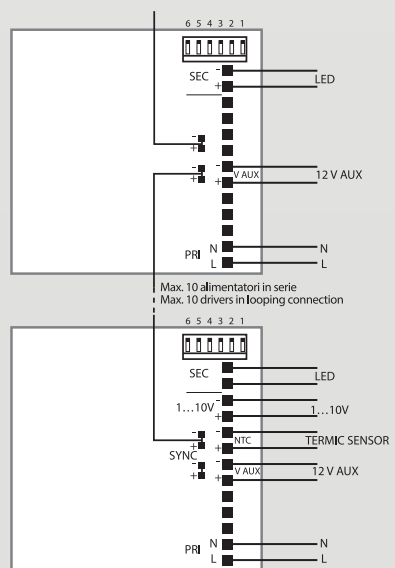 6 5 4 3 2 1
SEC
-
+
LED
-
+
-
+
-
+
V AUX
12 V AUX
PRI
N
L
N
L
Max. 10 alimentatori in serie
Max. 10 drivers in looping connection
6 5 4 3 2 1
SEC
LED
1...10V
-
+
1...10V
-
+
SYNC
-
+
NTC
TERMIC SENSOR
-
+
-
+
V AUX
12 V AUX
PRI
N
L
N
L